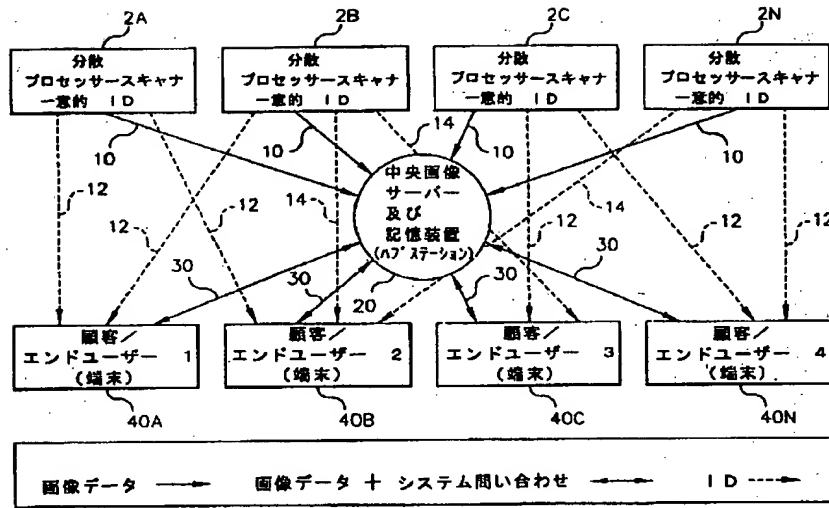 2A 2B 2C 2N
分散 分散 分散 分散
プロセッサースキャナ プロセッサースキャナ プロセッサースキャナ プロセッサースキャナ
一意的 ID 一意的 ID 一意的 ID 一意的 ID
14
10 10 10 10
中央画像
サーバー
及び
記憶装置
(ハブステーション)
12 12 12 14 12 14 12 12
30 30 30 30
20
顧客/ 顧客/ 顧客/ 顧客/
エンドユーザー 1 エンドユーザー 2 エンドユーザー 3 エンドユーザー 4
(端末) (端末) (端末) (端末)
40A 40B 40C 40N
画像データ 画像データ + システム問い合わせ ID